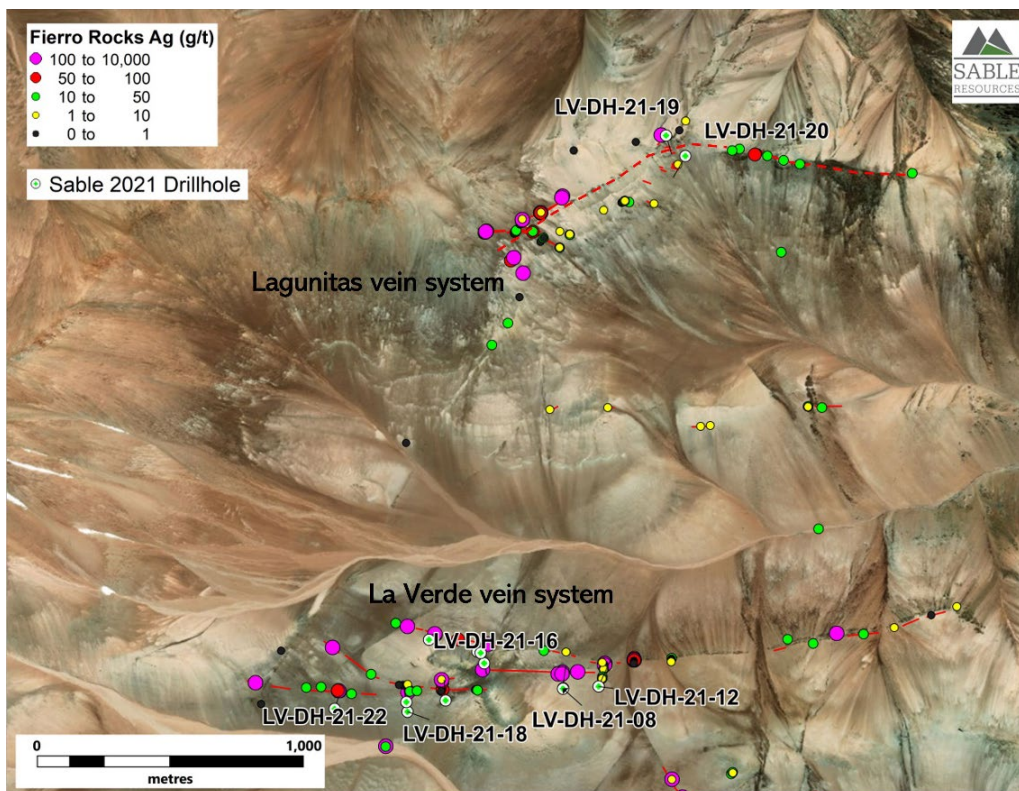 Fierro Rocks Ag (g/t)
100 to 10,000
50 to 100
10 to 50
1 to 10
0 to 1
Sable 2021 Drillhole
SABLE
RESOURCES
LV-DH-21-19
LV-DH-21-20
Lagunitas vein system
La Verde vein system
LV-DH-21-16
LV-DH-21-12
LV-DH-21-22
LV-DH-21-08
LV-DH-21-18
0 1,000
metres